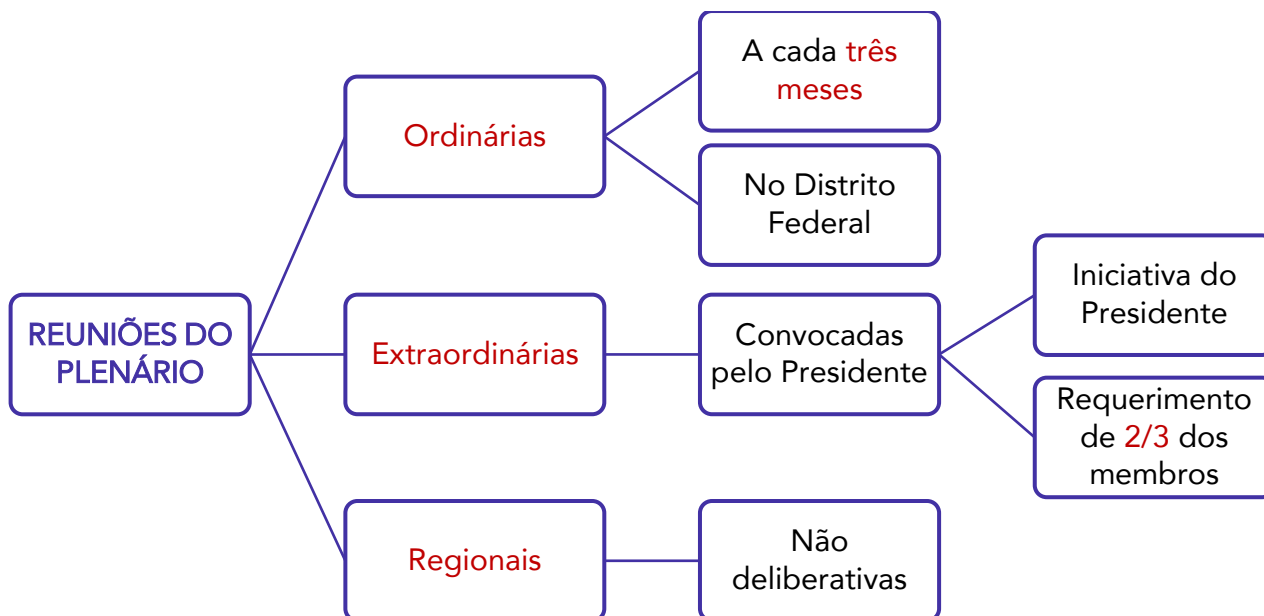 REUNIÕES DO
PLENÁRIO
Ordinárias
A cada três
meses
No Distrito
Federal
Extraordinárias
Convocadas
pelo Presidente
Iniciativa do
Presidente
Requerimento
de 2/3 dos
membros
Regionais
Não
deliberativas